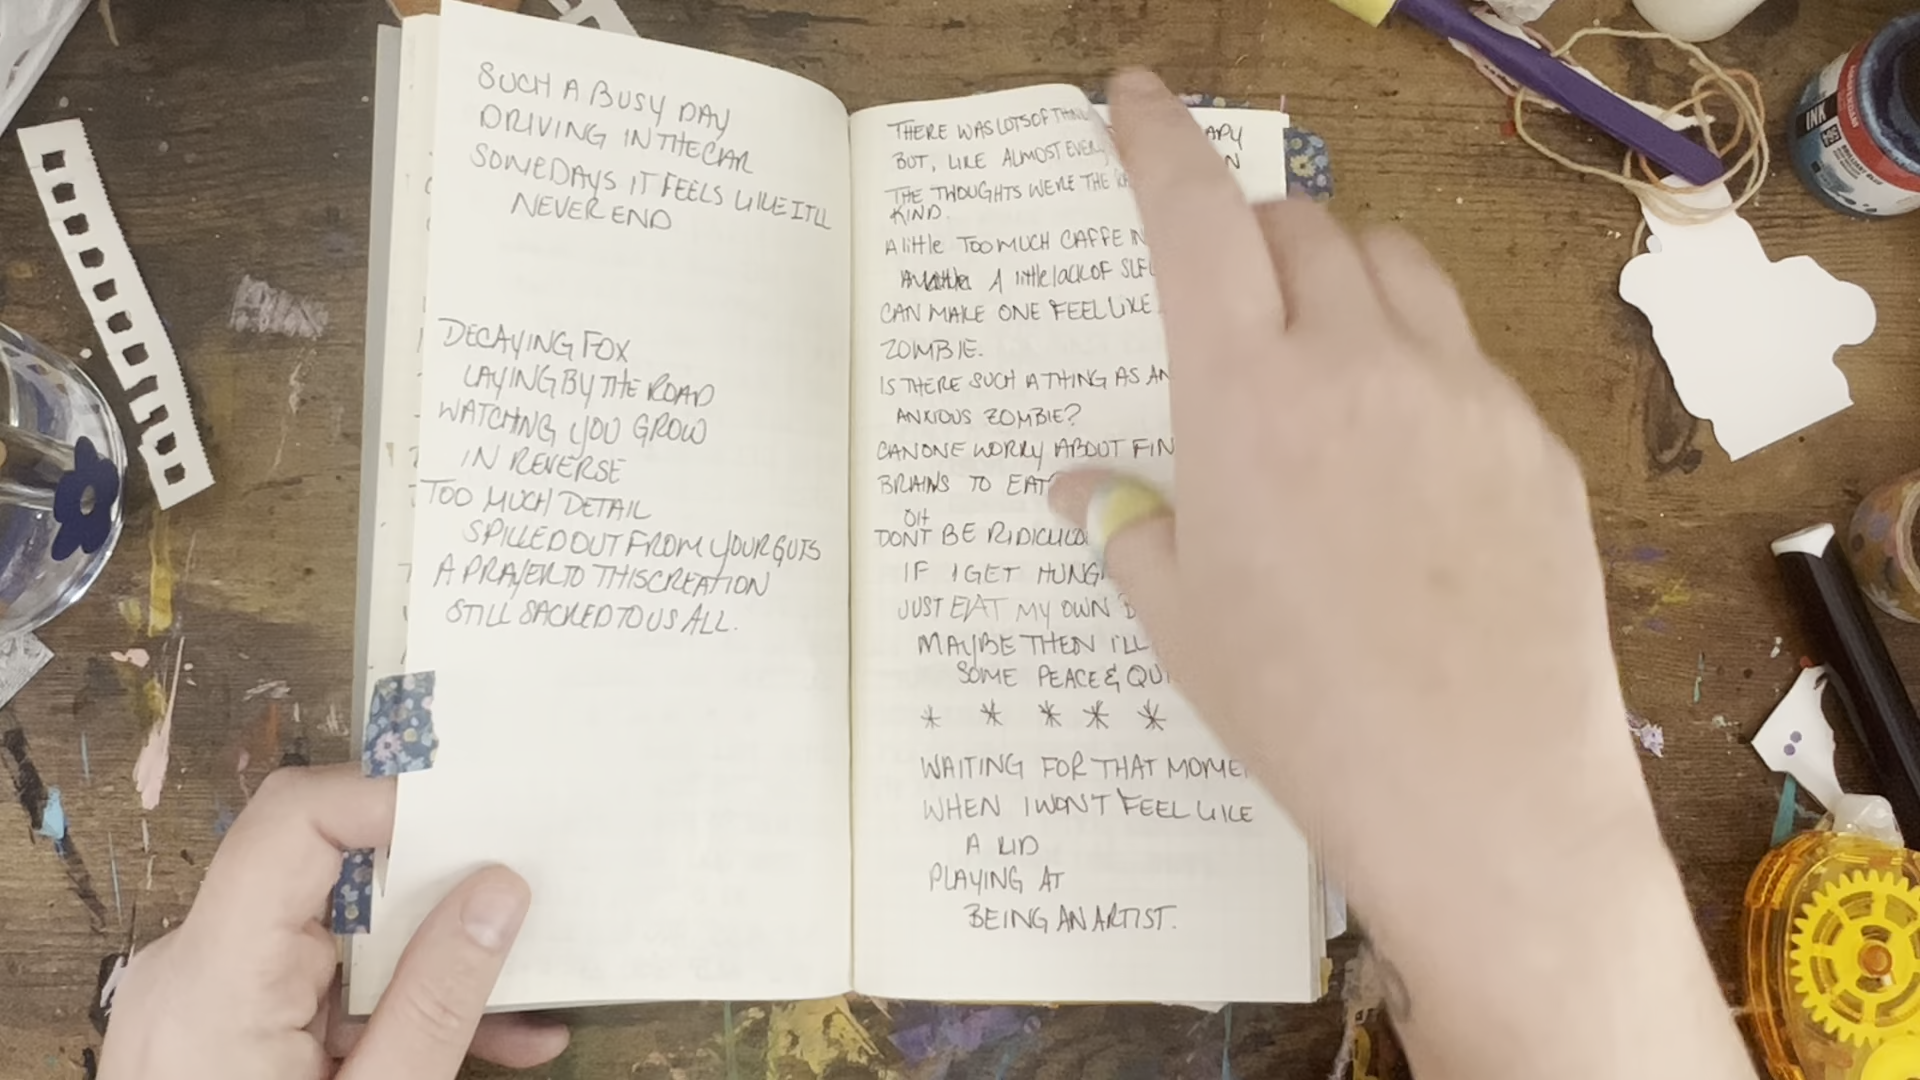 SUCH A BUSY DAY
DRIVING IN THE CAR
SOMEDAYS IT FEELS LIKE ITLL
NEVER END
DECAYING FOX
LAYING BY THE ROAD
WATCHNG YOU GROW
IN REVERSE
TOO MUCH DETAIL
SPILLED OUT FROM YOUR GUTS
A PRAYER TO THIS CREATION
STILL SACRED TO US ALL.
THERE WAS LOTS OF
BUT, LIKE ALMOST
THE THOUGHTS WERE THE
KIND.
A little TOO MUCH
A little lack OF
CAN MAKE ONE FEEL LIKE
ZOMBIE.
IS THERE SUCH A THING AS AN
ANXIOUS ZOMBIE?
CAN ONE WORRY ABOUT
BRAINS TO EAT
OH
DONT BE
IF I GET
JUST EAT MY OWN
MAYBE THEN I'LL
SOME PEACE &
* * * * *
WAITING FOR THAT
WHEN I WON'T FEEL LIKE
A KID
PLAYING AT
BEING AN ARTIST.